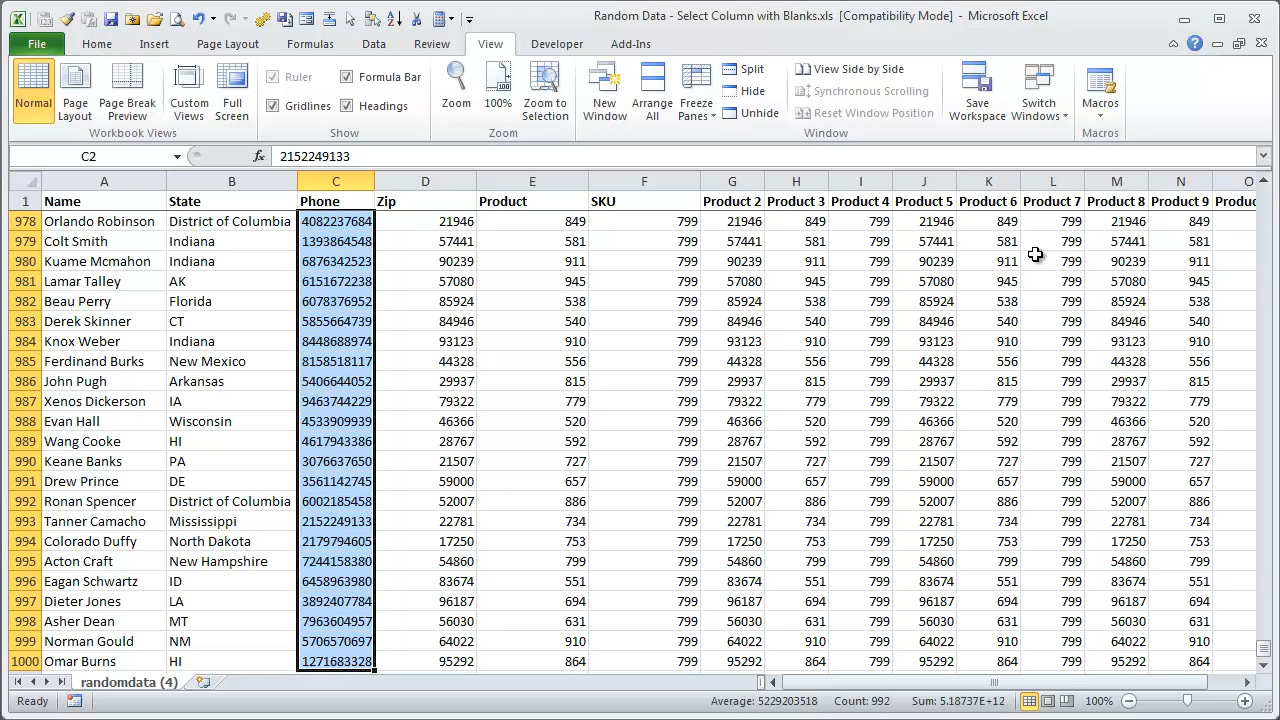 Random Data - Select Column with Blanks.xls [Compatibility Mode] - Microsoft Excel
File Home Insert Page Layout Formulas Data Review View Developer Add-Ins
Normal Page Layout Page Break Preview Custom Views Full Screen
Workbook Views
Ruler Formula Bar
Gridlines Headings
Show
Zoom 100% Zoom to Selection
Zoom
New Window Arrange All Freeze Panes
Split
Hide
Unhide
View Side by Side
Synchronous Scrolling
Reset Window Position
Save Workspace Switch Windows
Window
Macros
Macros
C2 fx 2152249133
A B C D E F G H I J K L M N O
1 Name State Phone Zip Product SKU Product 2 Product 3 Product 4 Product 5 Product 6 Product 7 Product 8 Product 9 Produc
978 Orlando Robinson District of Columbia 4082237684 21946 849 799 21946 849 799 21946 849 799 21946 849
979 Colt Smith Indiana 1393864548 57441 581 799 57441 581 799 57441 581 799 57441 581
980 Kuame Mcmahon Indiana 6876342523 90239 911 799 90239 911 799 90239 911 799 90239 911
981 Lamar Talley AK 6151672238 57080 945 799 57080 945 799 57080 945 799 57080 945
982 Beau Perry Florida 6078376952 85924 538 799 85924 538 799 85924 538 799 85924 538
983 Derek Skinner CT 5855664739 84946 540 799 84946 540 799 84946 540 799 84946 540
984 Knox Weber Indiana 8448688974 93123 910 799 93123 910 799 93123 910 799 93123 910
985 Ferdinand Burks New Mexico 8158518117 44328 556 799 44328 556 799 44328 556 799 44328 556
986 John Pugh Arkansas 5406644052 29937 815 799 29937 815 799 29937 815 799 29937 815
987 Xenos Dickerson IA 9463744229 79322 779 799 79322 779 799 79322 779 799 79322 779
988 Evan Hall Wisconsin 4533909939 46366 520 799 46366 520 799 46366 520 799 46366 520
989 Wang Cooke HI 4617943386 28767 592 799 28767 592 799 28767 592 799 28767 592
990 Keane Banks PA 3076637650 21507 727 799 21507 727 799 21507 727 799 21507 727
991 Drew Prince DE 3561142745 59000 657 799 59000 657 799 59000 657 799 59000 657
992 Ronan Spencer District of Columbia 6002185458 52007 886 799 52007 886 799 52007 886 799 52007 886
993 Tanner Camacho Mississippi 2152249133 22781 734 799 22781 734 799 22781 734 799 22781 734
994 Colorado Duffy North Dakota 2179794605 17250 753 799 17250 753 799 17250 753 799 17250 753
995 Acton Craft New Hampshire 7244158380 54860 799 799 54860 799 799 54860 799 799 54860 799
996 Eagan Schwartz ID 6458963980 83674 551 799 83674 551 799 83674 551 799 83674 551
997 Dieter Jones LA 3892407784 96187 694 799 96187 694 799 96187 694 799 96187 694
998 Asher Dean MT 7963604957 56030 631 799 56030 631 799 56030 631 799 56030 631
999 Norman Gould NM 5706570697 64022 910 799 64022 910 799 64022 910 799 64022 910
1000 Omar Burns HI 1271683328 95292 864 799 95292 864 799 95292 864 799 95292 864
randomdata (4)
Ready Average: 5229203518 Count: 992 Sum: 5.18737E+12 100%